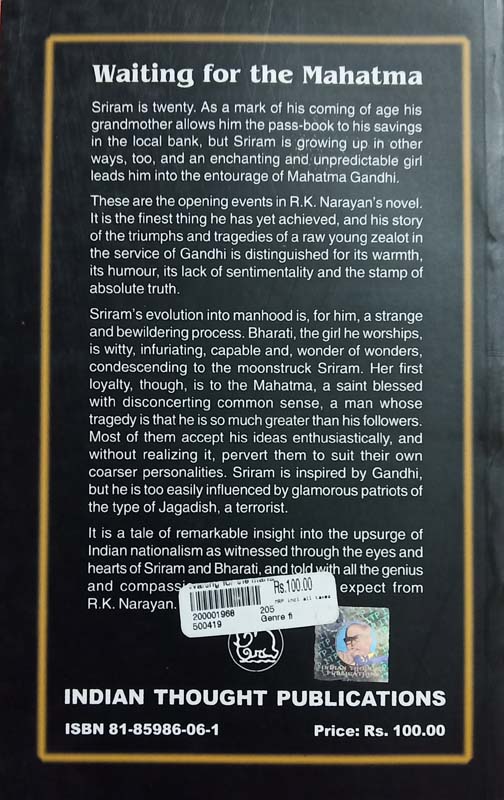 Waiting for the Mahatma
Sriram is twenty. As a mark of his coming of age his
grandmother allows him the pass-book to his savings
in the local bank, but Sriram is growing up in other
ways, too, and an enchanting and unpredictable girl
leads him into the entourage of Mahatma Gandhi.
These are the opening events in R.K. Narayan's novel.
It is the finest thing he has yet achieved, and his story
of the triumphs and tragedies of a raw young zealot in
the service of Gandhi is distinguished for its warmth,
its humour, its lack of sentimentality and the stamp of
absolute truth.
Sriram's evolution into manhood is, for him, a strange
and bewildering process. Bharati, the girl he worships,
is witty, infuriating, capable and, wonder of wonders,
condescending to the moonstruck Sriram. Her first
loyalty, though, is to the Mahatma, a saint blessed
with disconcerting common sense, a man whose
tragedy is that he is so much greater than his followers.
Most of them accept his ideas enthusiastically, and
without realizing it, pervert them to suit their own
coarser personalities. Sriram is inspired by Gandhi,
but he is too easily influenced by glamorous patriots of
the type of Jagadish, a terrorist.
It is a tale of remarkable insight into the upsurge of
Indian nationalism as witnessed through the eyes and
hearts of Sriram and Bharati, and told with all the genius
and compassi expect from
R.K. Narayan.
Rs.100.00
MRP incl all taxes
200001968 205
500419 Genre fi
INDIAN THOUGHT
PUBLICATIONS
INDIAN THOUGHT PUBLICATIONS
ISBN 81-85986-06-1 Price: Rs. 100.00